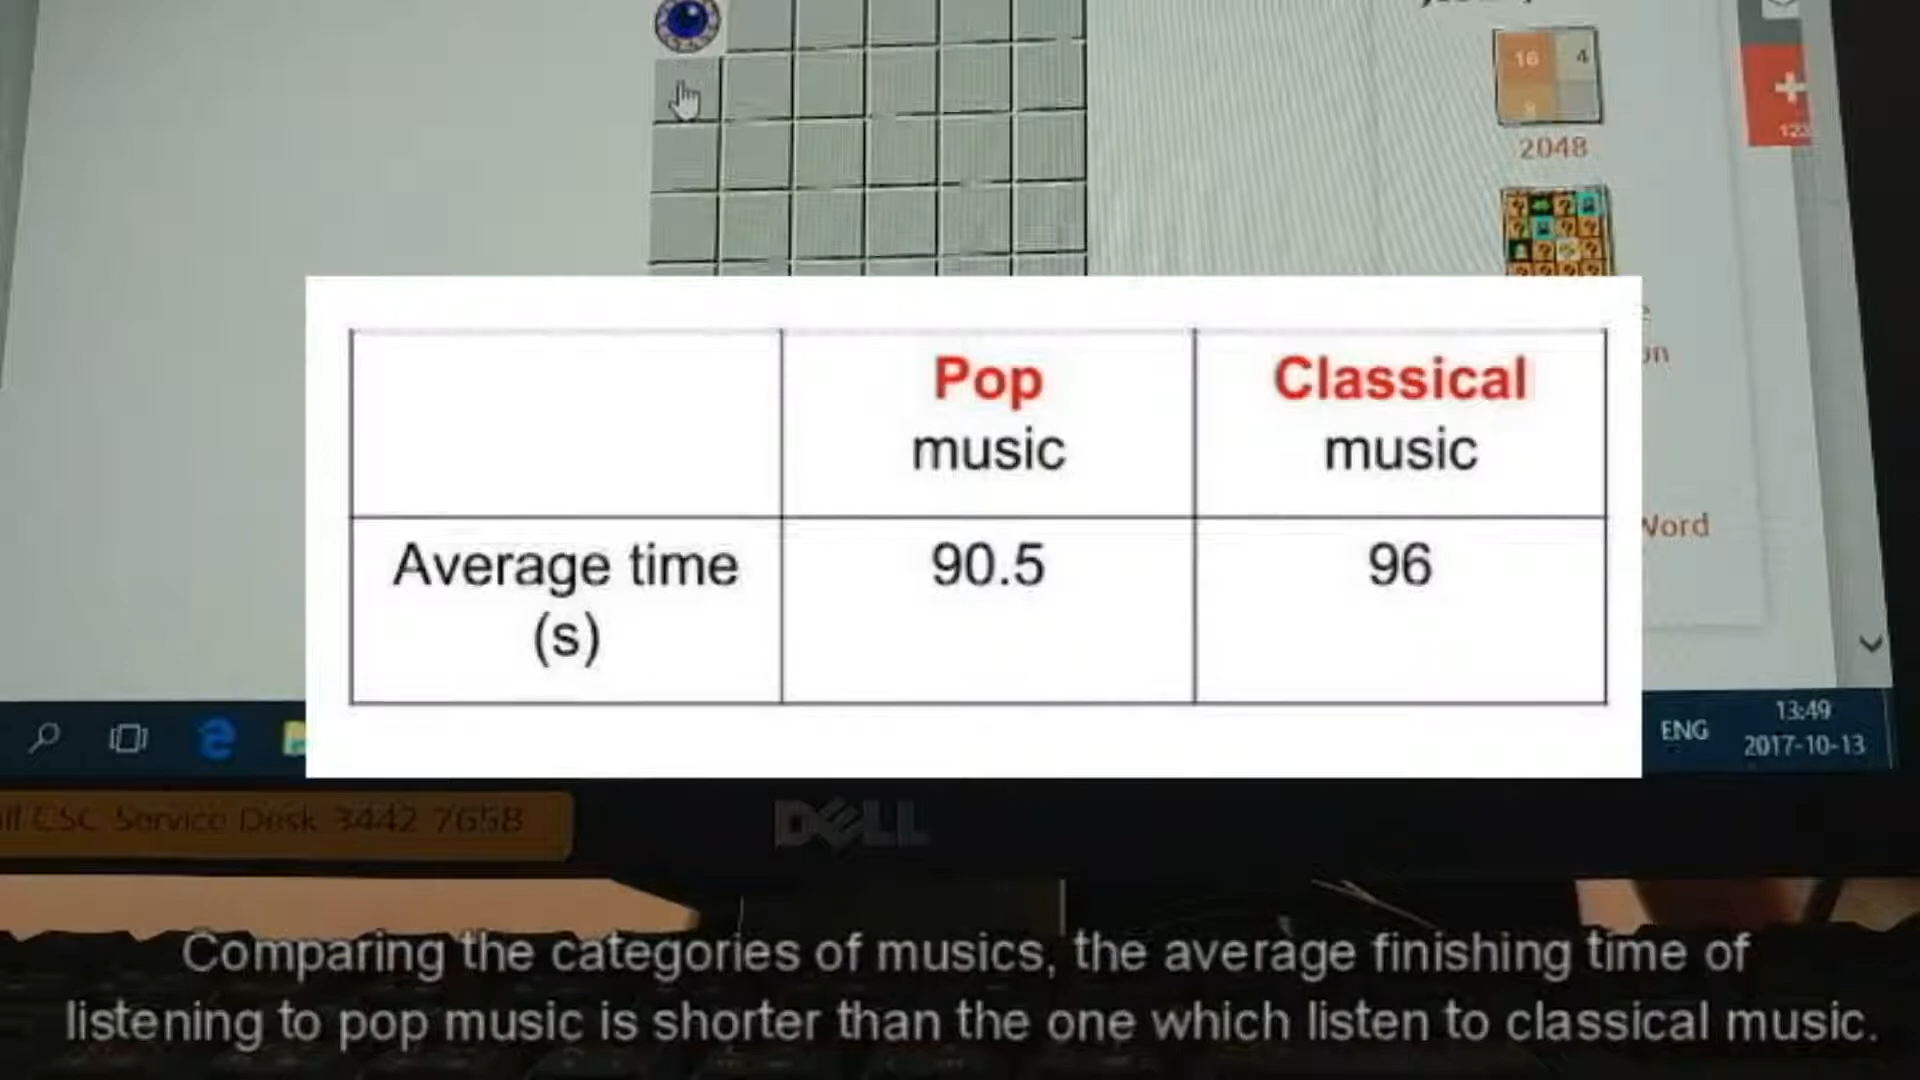 16 4
8
2048
122
Pop
music
Classical
music
Average time
(s)
90.5
96
Word
ENG
13:49
2017-10-13
CSC Service Desk 3442 7658
DELL
Comparing the categories of musics, the average finishing time of
listening to pop music is shorter than the one which listen to classical music.